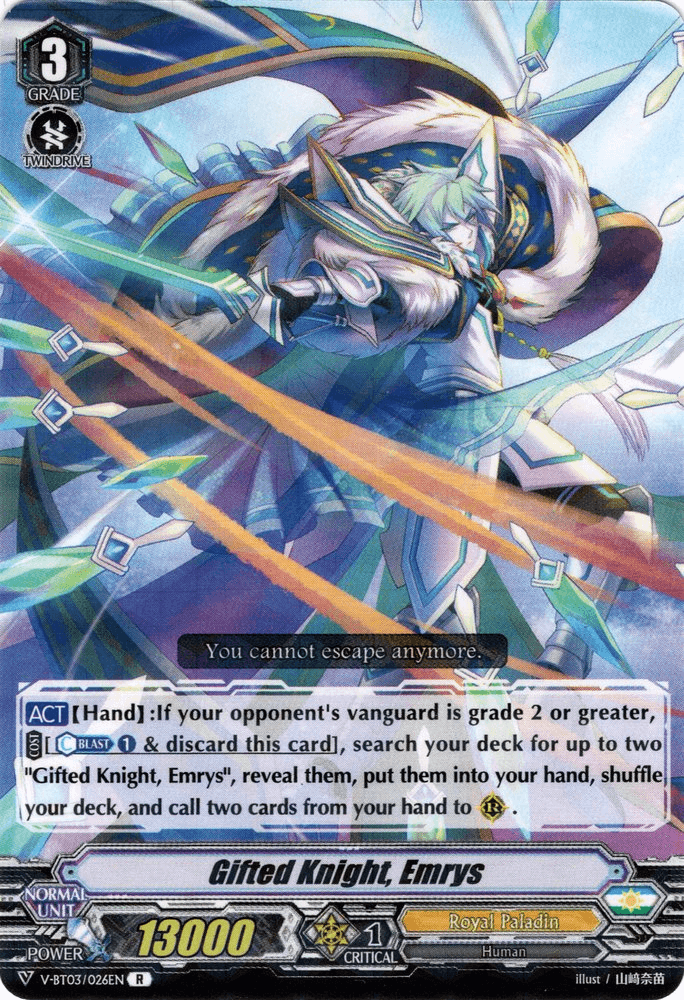 3
GRADE
TWINDRIVE
You cannot escape anymore.
ACT【Hand】:If your opponent's vanguard is grade 2 or greater,
COST [C BLAST 1 & discard this card], search your deck for up to two
"Gifted Knight, Emrys", reveal them, put them into your hand, shuffle
your deck, and call two cards from your hand to R .
Gifted Knight, Emrys
NORMAL
UNIT
POWER 13000 1 CRITICAL
Royal Paladin
Human
V-BT03/026EN R
illust / 山﨑奈苗